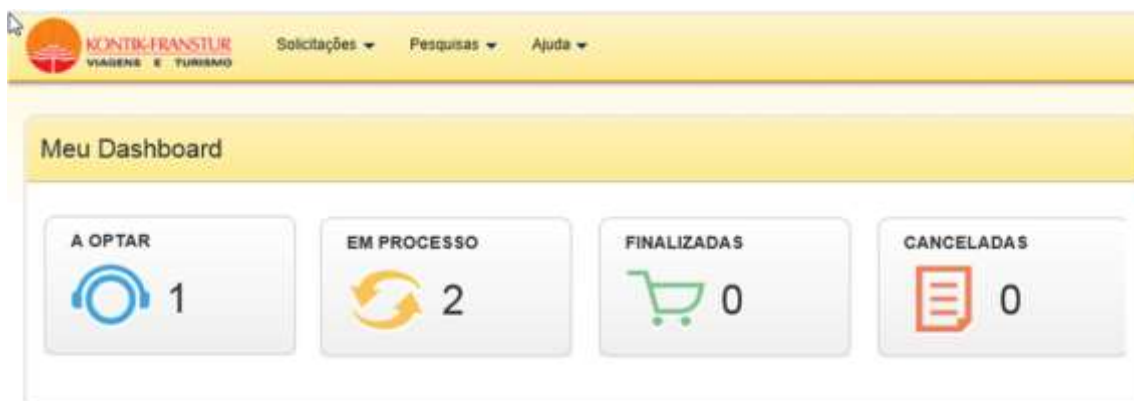 KONTIK-FRANSTUR
VIAGENS E TURISMO
Solicitações Pesquisas Ajuda
Meu Dashboard
A OPTAR EM PROCESSO FINALIZADAS CANCELADAS
1 2 0 0